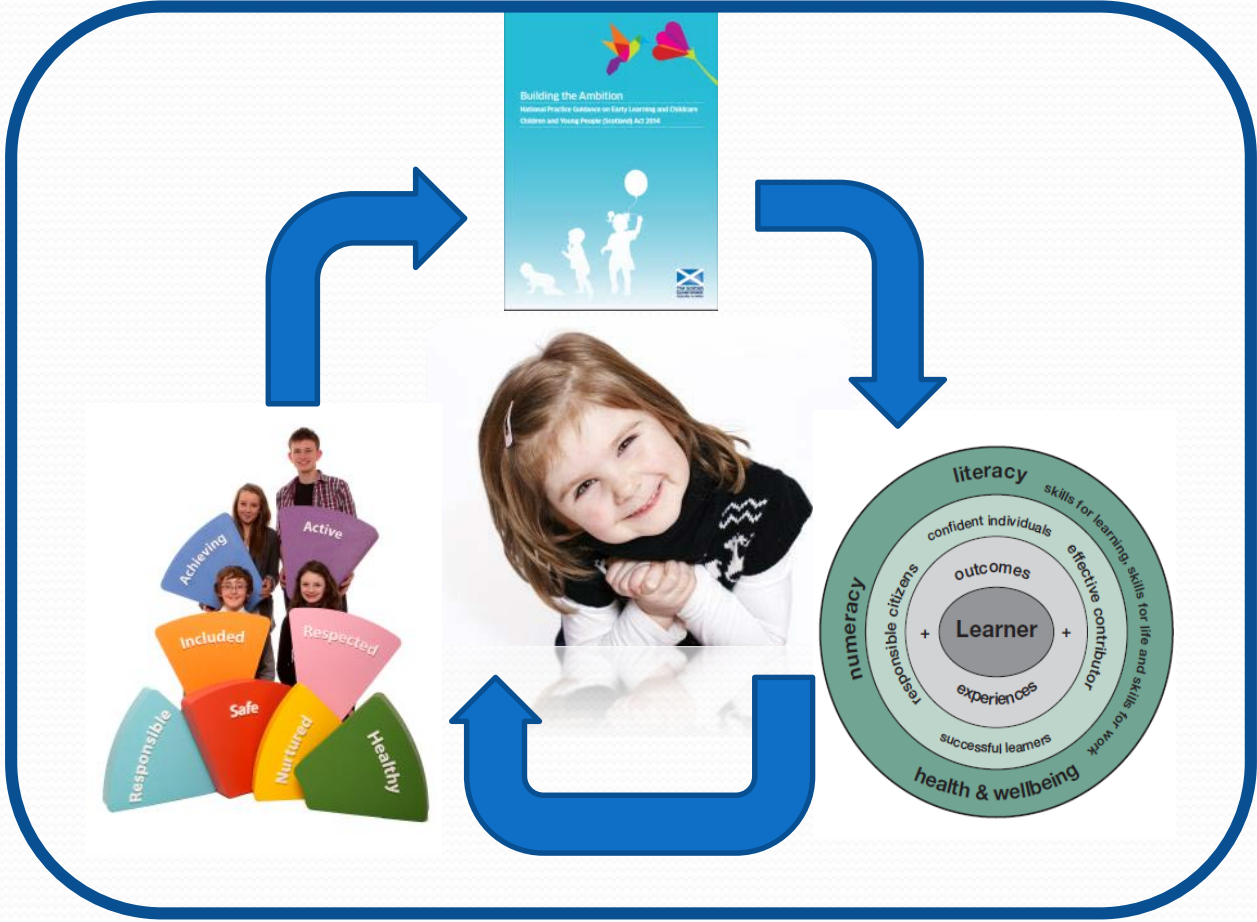 Building the Ambition
National Practice Guidance on Early Learning and Childcare
Children and Young People (Scotland) Act 2014
Achieving
Active
Included
Respected
Responsible
Safe
Nurtured
Healthy
literacy
skills for learning, skills for life and skills for work
numeracy
health & wellbeing
confident individuals
effective contributor
responsible citizens
successful learners
outcomes
+ Learner +
experiences